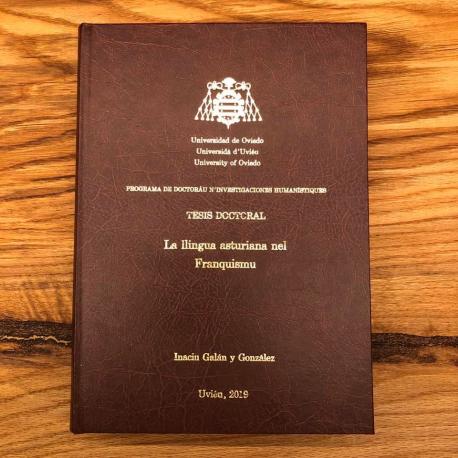 Universidad de Oviedo
Universidá d'Uviéu
University of Oviedo
PROGRAMA DE DOCTORÁU N'INVESTIGACIONES HUMANÍSTIQUES
TESIS DOCTORAL
La llingua asturiana nel
Franquismu
Inaciu Galán y González
Uviéu, 2019